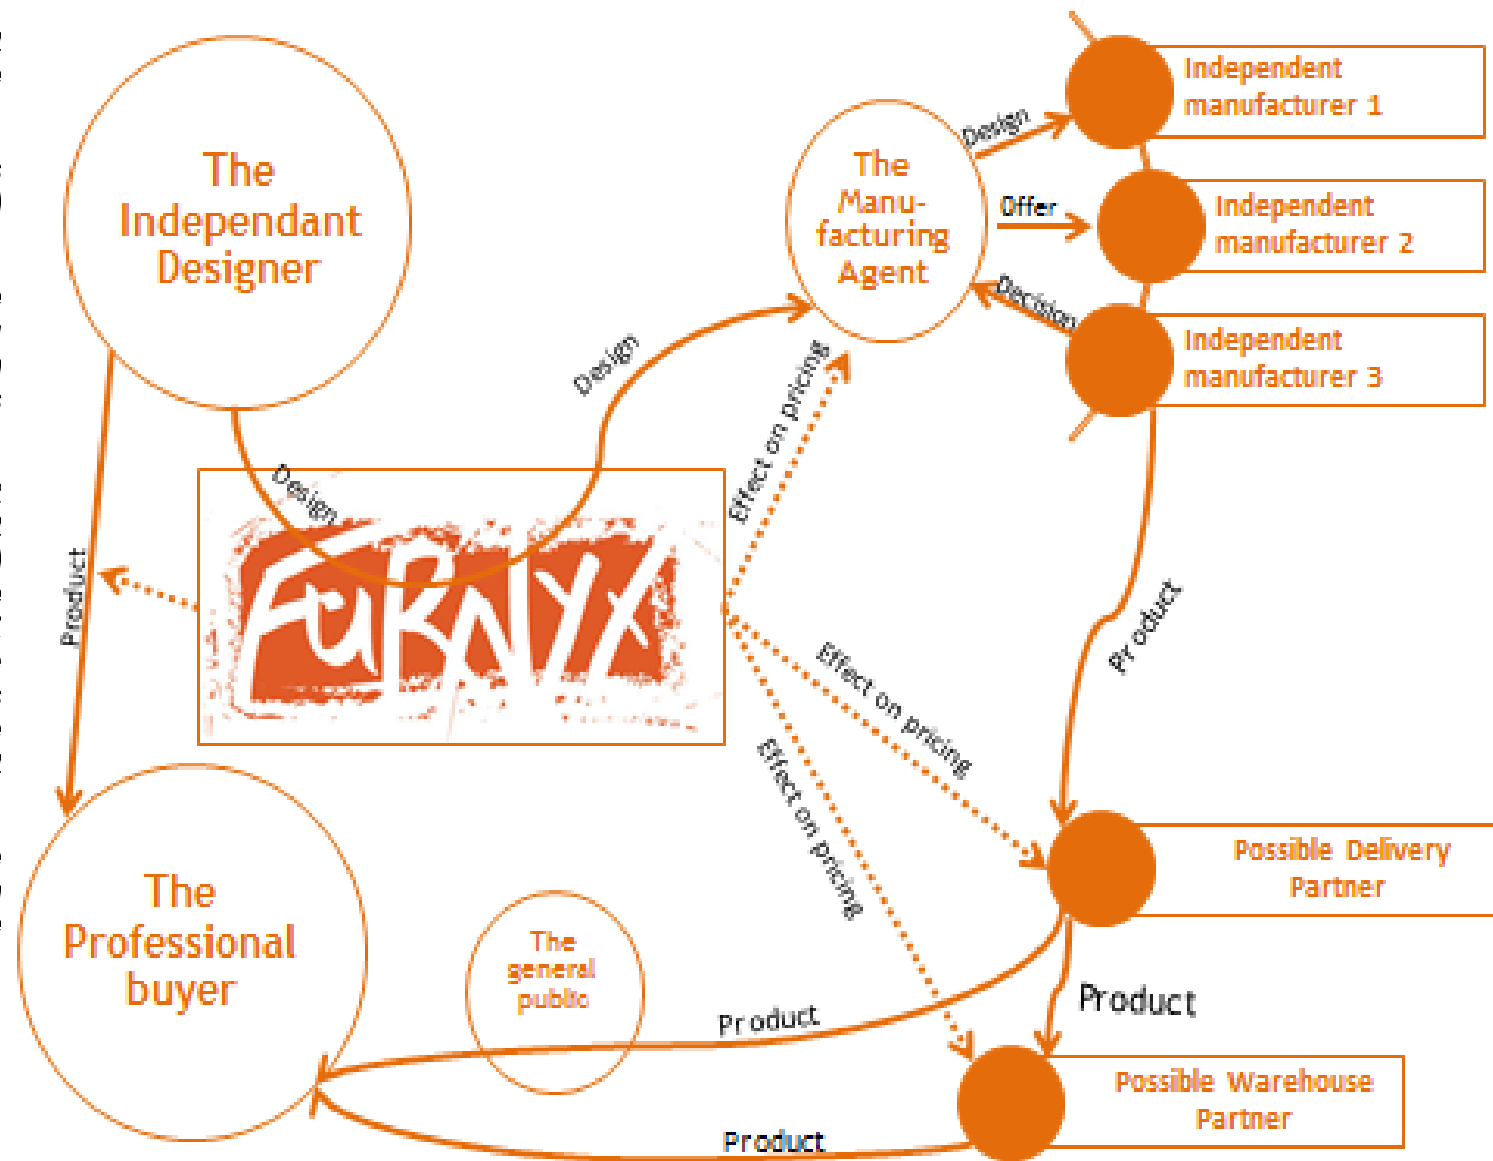 The
Independant
Designer
The
Manu-
facturing
Agent
Independent
manufacturer 1
Independent
manufacturer 2
Independent
manufacturer 3
Design
Offer
Decision
Design
Design
Effect on pricing
Product
FURNYX
Effect on pricing
Effect on pricing
Product
The
Professional
buyer
The
general
public
Possible Delivery
Partner
Product
Product
Possible Warehouse
Partner
Product